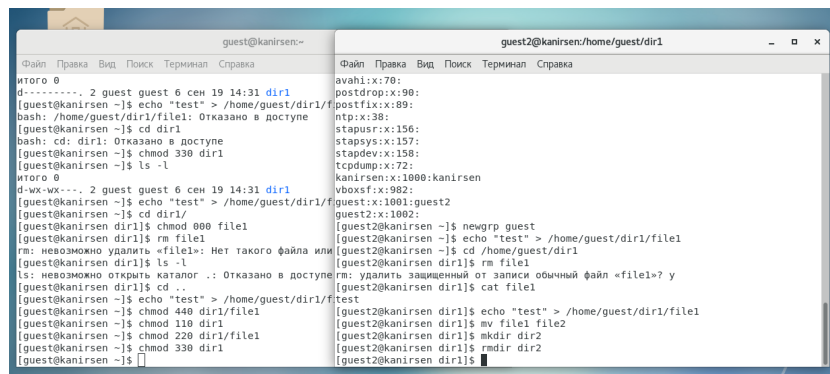 guest@kanirsen:~
Файл Правка Вид Поиск Терминал Справка
итого 0
d---------. 2 guest guest 6 сен 19 14:31 dir1
[guest@kanirsen ~]$ echo "test" > /home/guest/dir1/f
bash: /home/guest/dir1/file1: Отказано в доступе
[guest@kanirsen ~]$ cd dir1
bash: cd: dir1: Отказано в доступе
[guest@kanirsen ~]$ chmod 330 dir1
[guest@kanirsen ~]$ ls -l
итого 0
d-wx-wx---. 2 guest guest 6 сен 19 14:31 dir1
[guest@kanirsen ~]$ echo "test" > /home/guest/dir1/f
[guest@kanirsen ~]$ cd dir1/
[guest@kanirsen dir1]$ chmod 000 file1
[guest@kanirsen dir1]$ rm file1
rm: невозможно удалить «file1»: Нет такого файла или
[guest@kanirsen dir1]$ ls -l
ls: невозможно открыть каталог .: Отказано в доступе
[guest@kanirsen dir1]$ cd ..
[guest@kanirsen ~]$ echo "test" > /home/guest/dir1/f
[guest@kanirsen ~]$ chmod 440 dir1/file1
[guest@kanirsen ~]$ chmod 110 dir1
[guest@kanirsen ~]$ chmod 220 dir1/file1
[guest@kanirsen ~]$ chmod 330 dir1
[guest@kanirsen ~]$
guest2@kanirsen:/home/guest/dir1
Файл Правка Вид Поиск Терминал Справка
avahi:x:70:
postdrop:x:90:
postfix:x:89:
ntp:x:38:
stapusr:x:156:
stapsys:x:157:
stapdev:x:158:
tcpdump:x:72:
kanirsen:x:1000:kanirsen
vboxsf:x:982:
guest:x:1001:guest2
guest2:x:1002:
[guest2@kanirsen ~]$ newgrp guest
[guest2@kanirsen ~]$ echo "test" > /home/guest/dir1/file1
[guest2@kanirsen ~]$ cd /home/guest/dir1
[guest2@kanirsen dir1]$ rm file1
rm: удалить защищенный от записи обычный файл «file1»? y
[guest2@kanirsen dir1]$ cat file1
test
[guest2@kanirsen dir1]$ echo "test" > /home/guest/dir1/file1
[guest2@kanirsen dir1]$ mv file1 file2
[guest2@kanirsen dir1]$ mkdir dir2
[guest2@kanirsen dir1]$ rmdir dir2
[guest2@kanirsen dir1]$